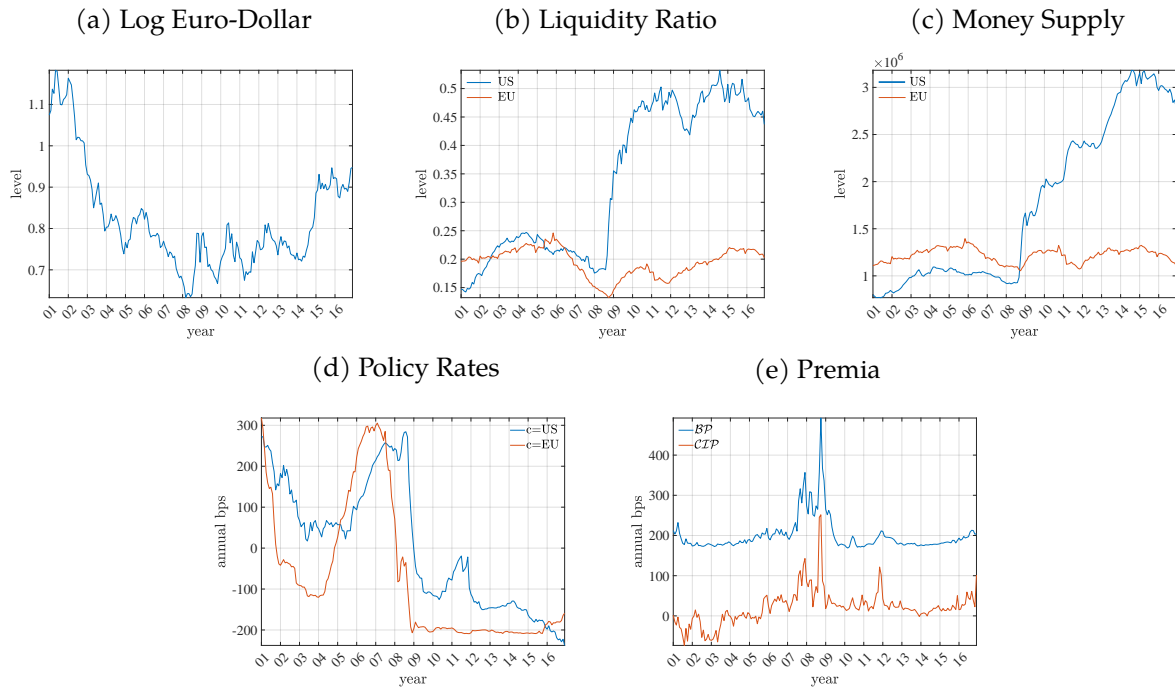 (a) Log Euro-Dollar
(b) Liquidity Ratio
(c) Money Supply
1.1
1
0.9
0.8
0.7
level
01 02 03 04 05 06 07 08 09 10 11 12 13 14 15 16
year
US
EU
0.5
0.45
0.4
0.35
0.3
0.25
0.2
0.15
level
01 02 03 04 05 06 07 08 09 10 11 12 13 14 15 16
year
×10⁶
US
EU
3
2.5
2
1.5
1
level
01 02 03 04 05 06 07 08 09 10 11 12 13 14 15 16
year
(d) Policy Rates
(e) Premia
c=US
c=EU
300
200
100
0
-100
-200
annual bps
01 02 03 04 05 06 07 08 09 10 11 12 13 14 15 16
year
BP
CIP
400
300
200
100
0
annual bps
01 02 03 04 05 06 07 08 09 10 11 12 13 14 15 16
year